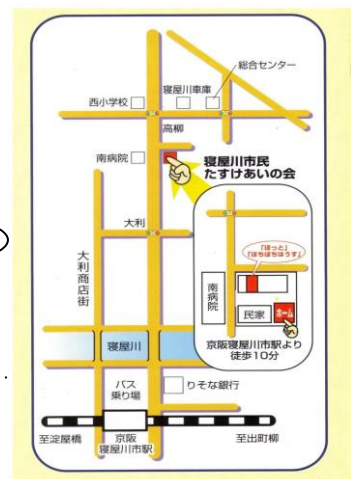 総合センター
寝屋川車庫
西小学校
高柳
南病院
寝屋川市民
たすけあいの会
大利
大利商店街
「ほっと」
「ぼちぼちはうす」
南病院
民家
ホーム
京阪寝屋川市駅より
徒歩10分
寝屋川
バス
乗り場
りそな銀行
至淀屋橋
京阪
寝屋川市駅
至出町柳